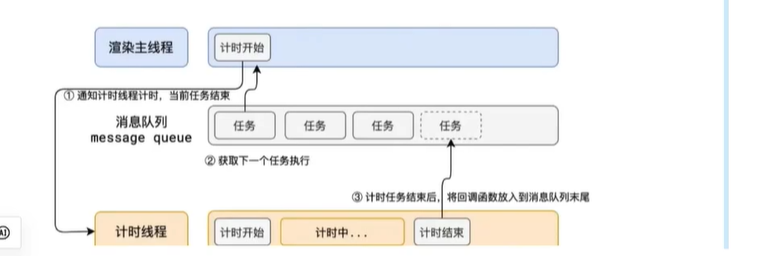 渲染主线程
计时开始
① 通知计时线程计时，当前任务结束
消息队列
message queue
任务 任务 任务 任务
② 获取下一个任务执行
③ 计时任务结束后，将回调函数放入到消息队列末尾
计时线程
计时开始 计时中... 计时结束
AI